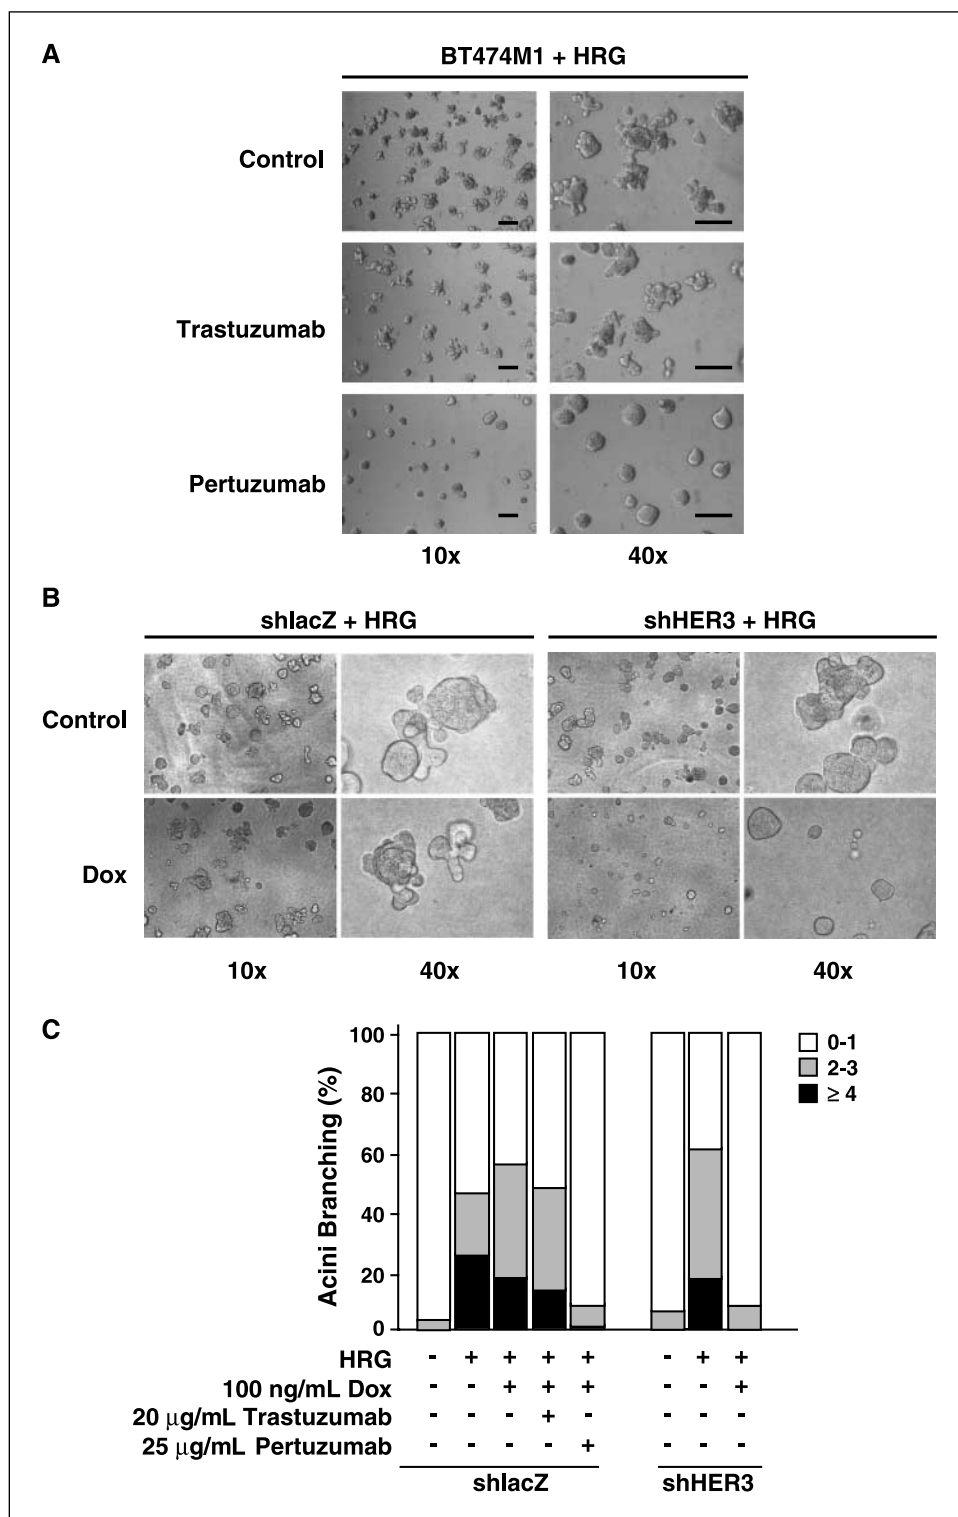 A
BT474M1 + HRG
Control
Trastuzumab
Pertuzumab
10x 40x
B
shlacZ + HRG shHER3 + HRG
Control
Dox
10x 40x 10x 40x
C
Acini Branching (%)
100
80
60
40
20
0
0-1
2-3
≥ 4
HRG - + + + + - + +
100 ng/mL Dox - - + + + - - +
20 μg/mL Trastuzumab - - - + - - - -
25 μg/mL Pertuzumab - - - - + - - -
shlacZ shHER3